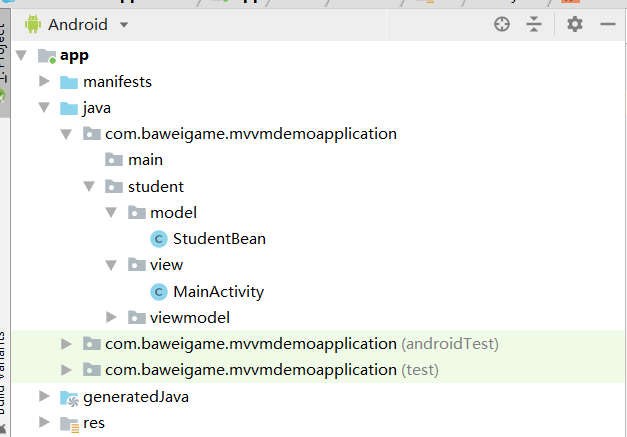 Android
app
manifests
java
com.baweigame.mvvmdemoapplication
main
student
model
StudentBean
view
MainActivity
viewmodel
com.baweigame.mvvmdemoapplication (androidTest)
com.baweigame.mvvmdemoapplication (test)
generatedJava
res
Project
Build Variants